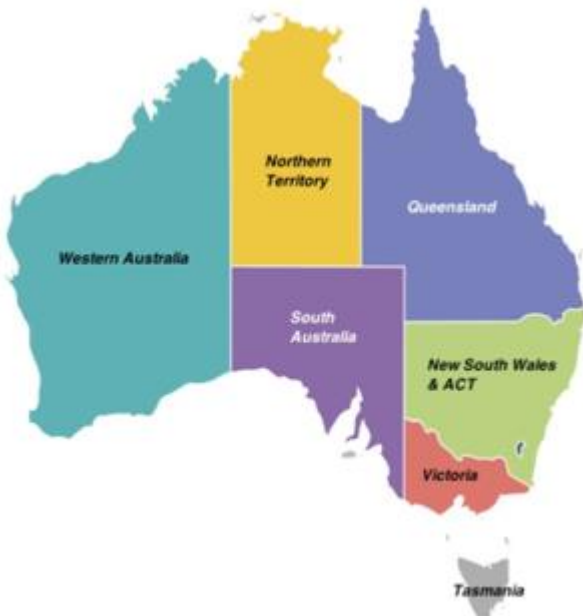 Northern
Territory
Queensland
Western Australia
South
Australia
New South Wales
& ACT
Victoria
Tasmania